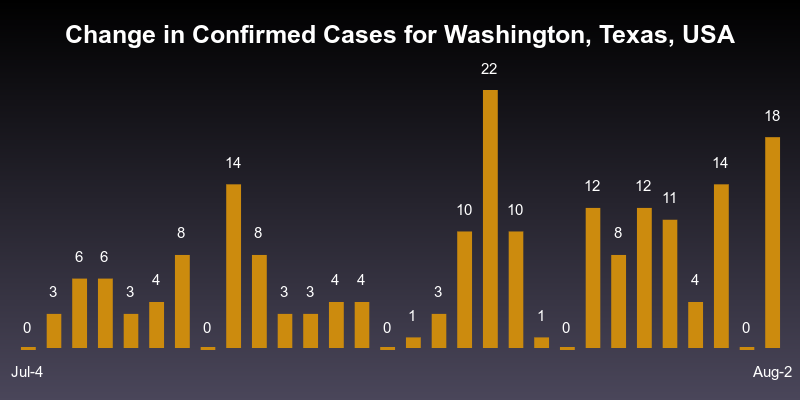 Change in Confirmed Cases for Washington, Texas, USA
0 3 6 6 3 4 8 0 14 8 3 3 4 4 0 1 3 10 22 10 1 0 12 8 12 11 4 14 0 18
Jul-4 Aug-2